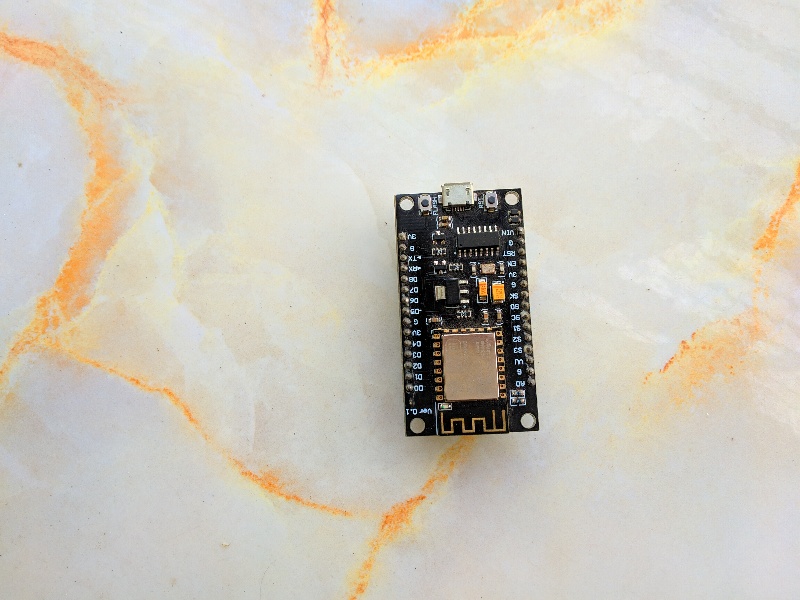 3V
G
TX
RX
D8
D7
D6
D5
G
3V
D4
D3
D2
D1
D0
VIN
G
RST
EN
3V
G
SK
SO
SC
S1
S2
S3
VU
G
AO
Ver 0.1